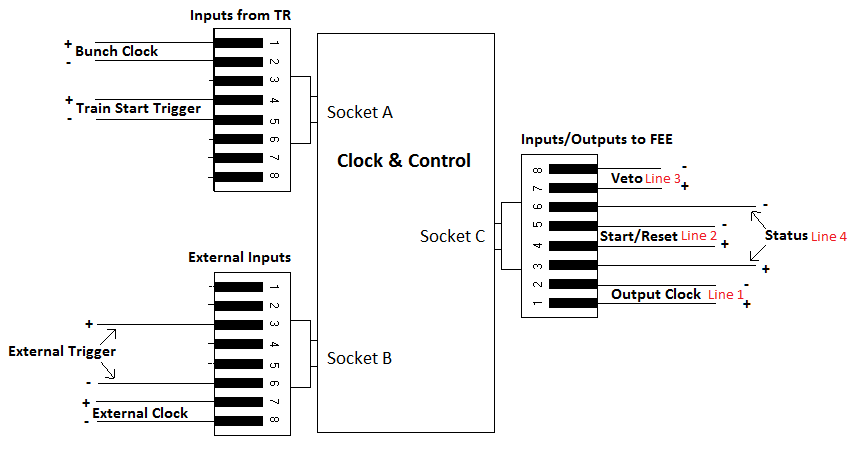 Inputs from TR
+
Bunch Clock
-
1
2
3
+
Train Start Trigger
-
4
5
6
7
8
Socket A
Clock & Control
Inputs/Outputs to FEE
8
-
Veto Line 3
7
+
6
-
5
-
Start/Reset Line 2
4
+
Status Line 4
3
+
2
-
Output Clock Line 1
1
+
Socket C
External Inputs
1
2
+
3
External Trigger
4
5
-
6
+
7
External Clock
-
8
Socket B